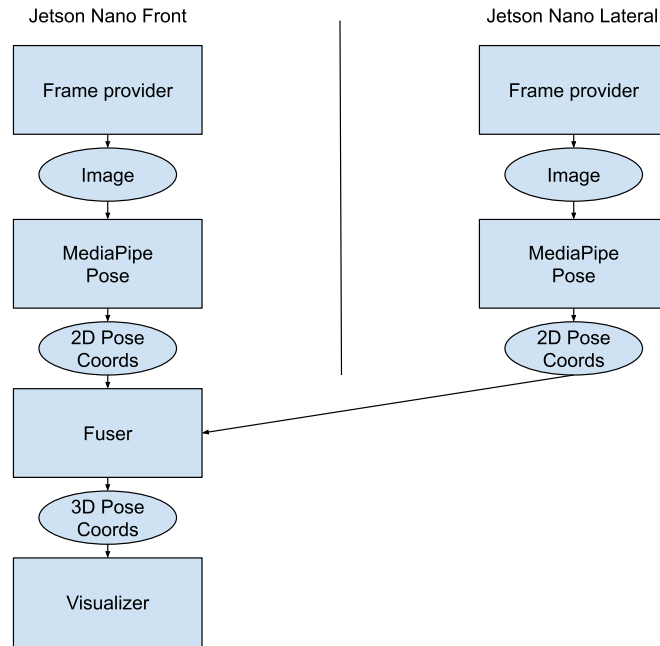 Jetson Nano Front
Jetson Nano Lateral
Frame provider
Frame provider
Image
Image
MediaPipe
Pose
MediaPipe
Pose
2D Pose
Coords
2D Pose
Coords
Fuser
3D Pose
Coords
Visualizer